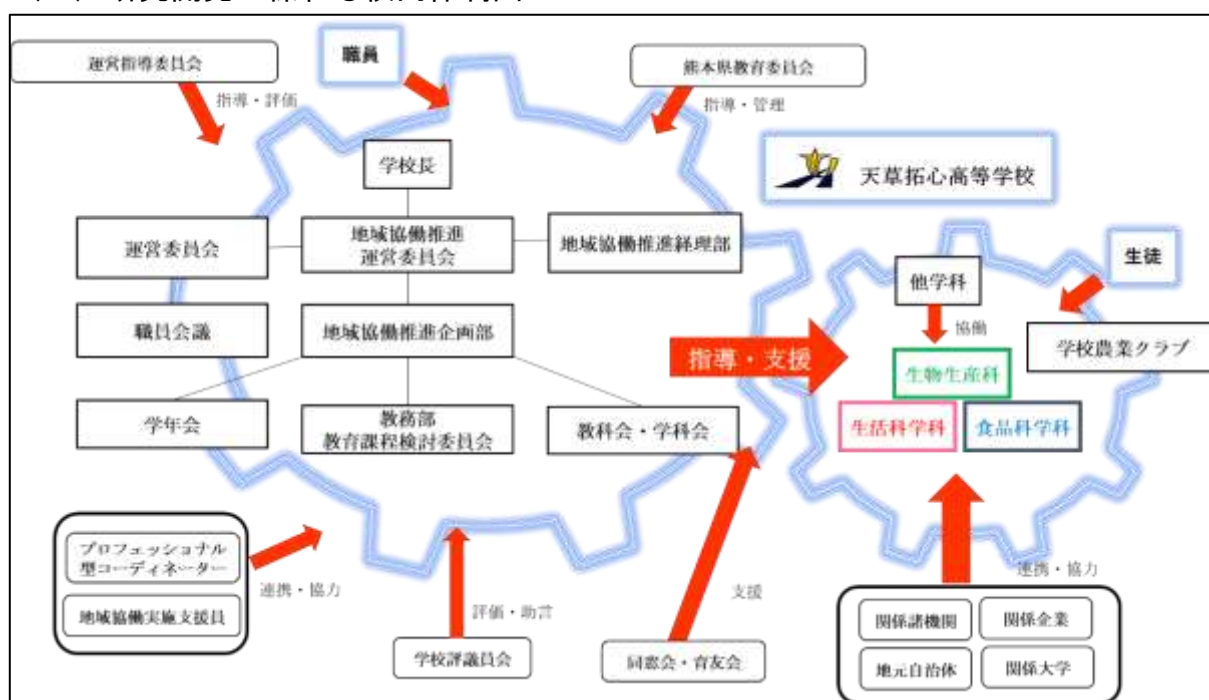 運営指導委員会
職員
熊本県教育委員会
指導・評価
指導・管理
学校長
天草拓心高等学校
運営委員会
地域協働推進
運営委員会
地域協働推進経理部
生徒
他学科
職員会議
地域協働推進企画部
協働
学校農業クラブ
指導・支援
生物生産科
学年会
教務部
教育課程検討委員会
教科会・学科会
生活科学科
食品科学科
プロフェッショナル
型コーディネーター
地域協働実施支援員
連携・協力
評価・助言
支援
連携・協力
学校評議員会
同窓会・育友会
関係諸機関
関係企業
地元自治体
関係大学